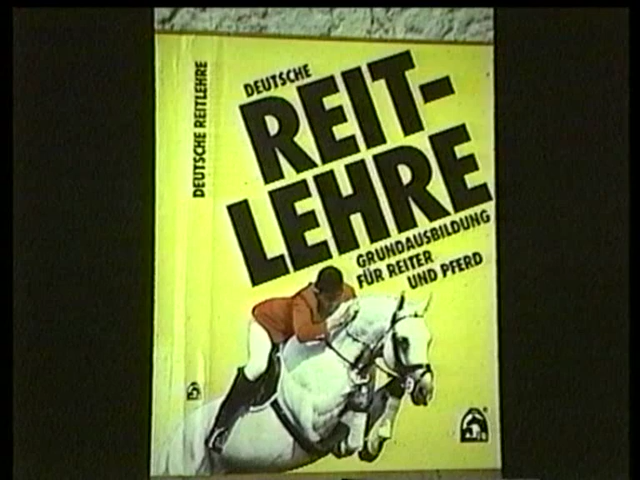 DEUTSCHE REITLEHRE
DEUTSCHE
REIT-
LEHRE
GRUNDAUSBILDUNG
FÜR REITER
UND PFERD